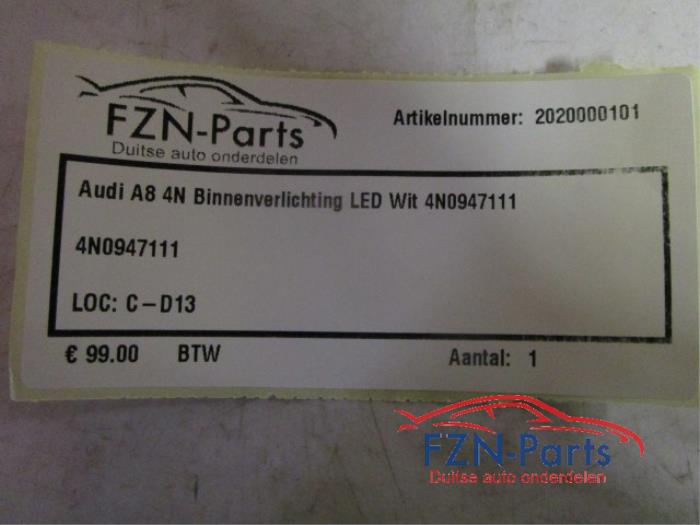 FZN-Parts
Duitse auto onderdelen
Artikelnummer: 2020000101
Audi A8 4N Binnenverlichting LED Wit 4N0947111
4N0947111
LOC: C-D13
€ 99.00 BTW
Aantal: 1
FZN-Parts
Duitse auto onderdelen